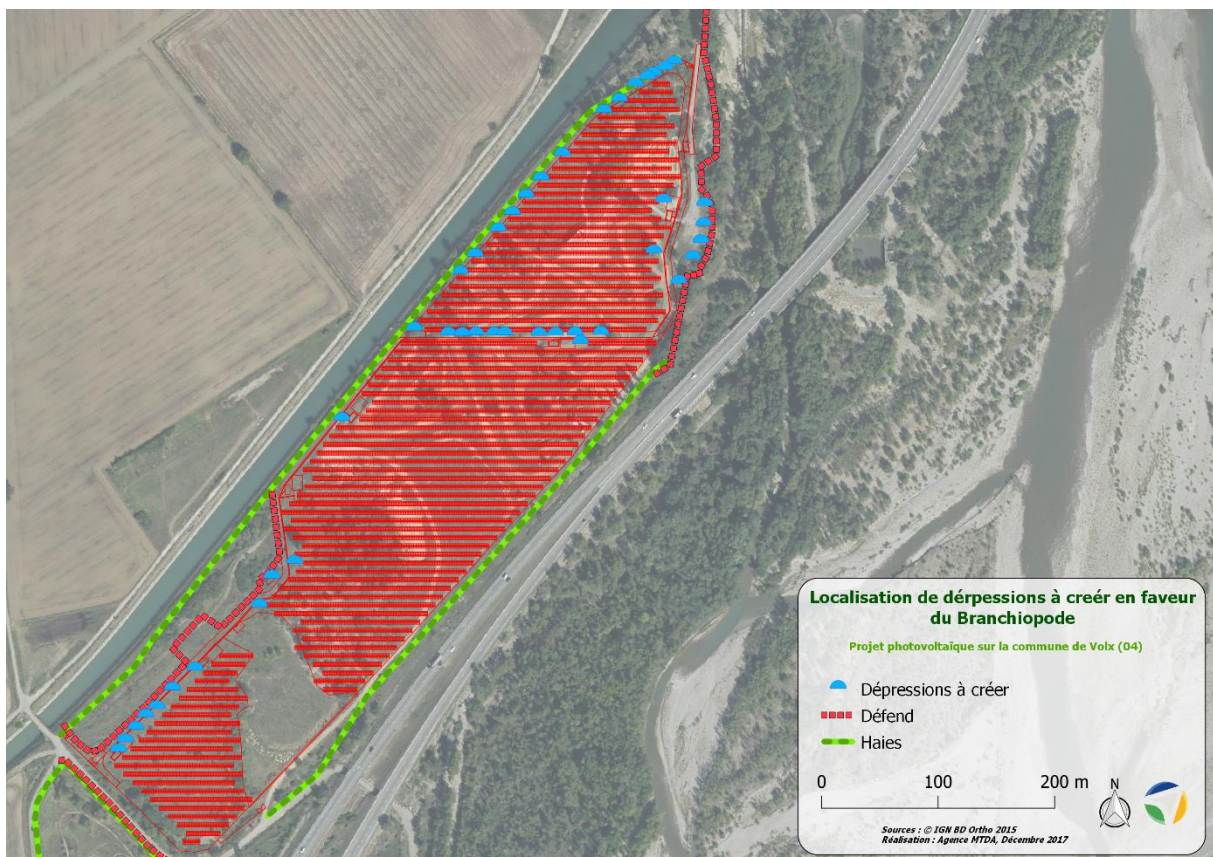 Localisation de dérpessions à creér en faveur
du Branchiopode
Projet photovoltaïque sur la commune de Volx (04)
Dépressions à créer
Défend
Haies
0 100 200 m
N
Sources : © IGN BD Ortho 2015
Réalisation : Agence MTDA, Décembre 2017